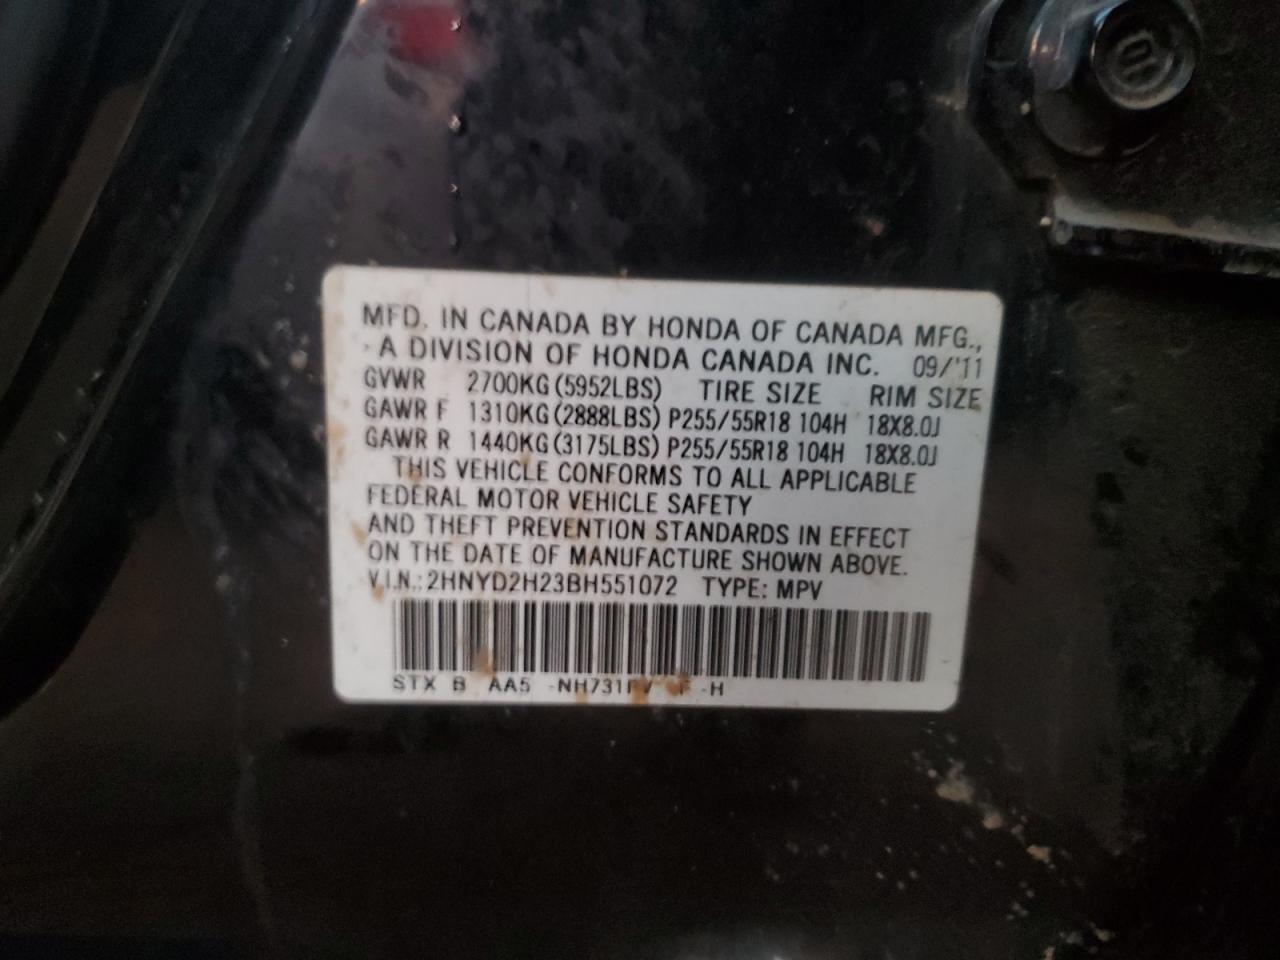 MFD. IN CANADA BY HONDA OF CANADA MFG.,
A DIVISION OF HONDA CANADA INC. 09/'11
GVWR 2700KG (5952LBS) TIRE SIZE RIM SIZE
GAWR F 1310KG (2888LBS) P255/55R18 104H 18X8.0J
GAWR R 1440KG (3175LBS) P255/55R18 104H 18X8.0J
THIS VEHICLE CONFORMS TO ALL APPLICABLE
FEDERAL MOTOR VEHICLE SAFETY
AND THEFT PREVENTION STANDARDS IN EFFECT
ON THE DATE OF MANUFACTURE SHOWN ABOVE.
V.I.N.: 2HNYD2H23BH551072 TYPE: MPV
STX B AA5 -H